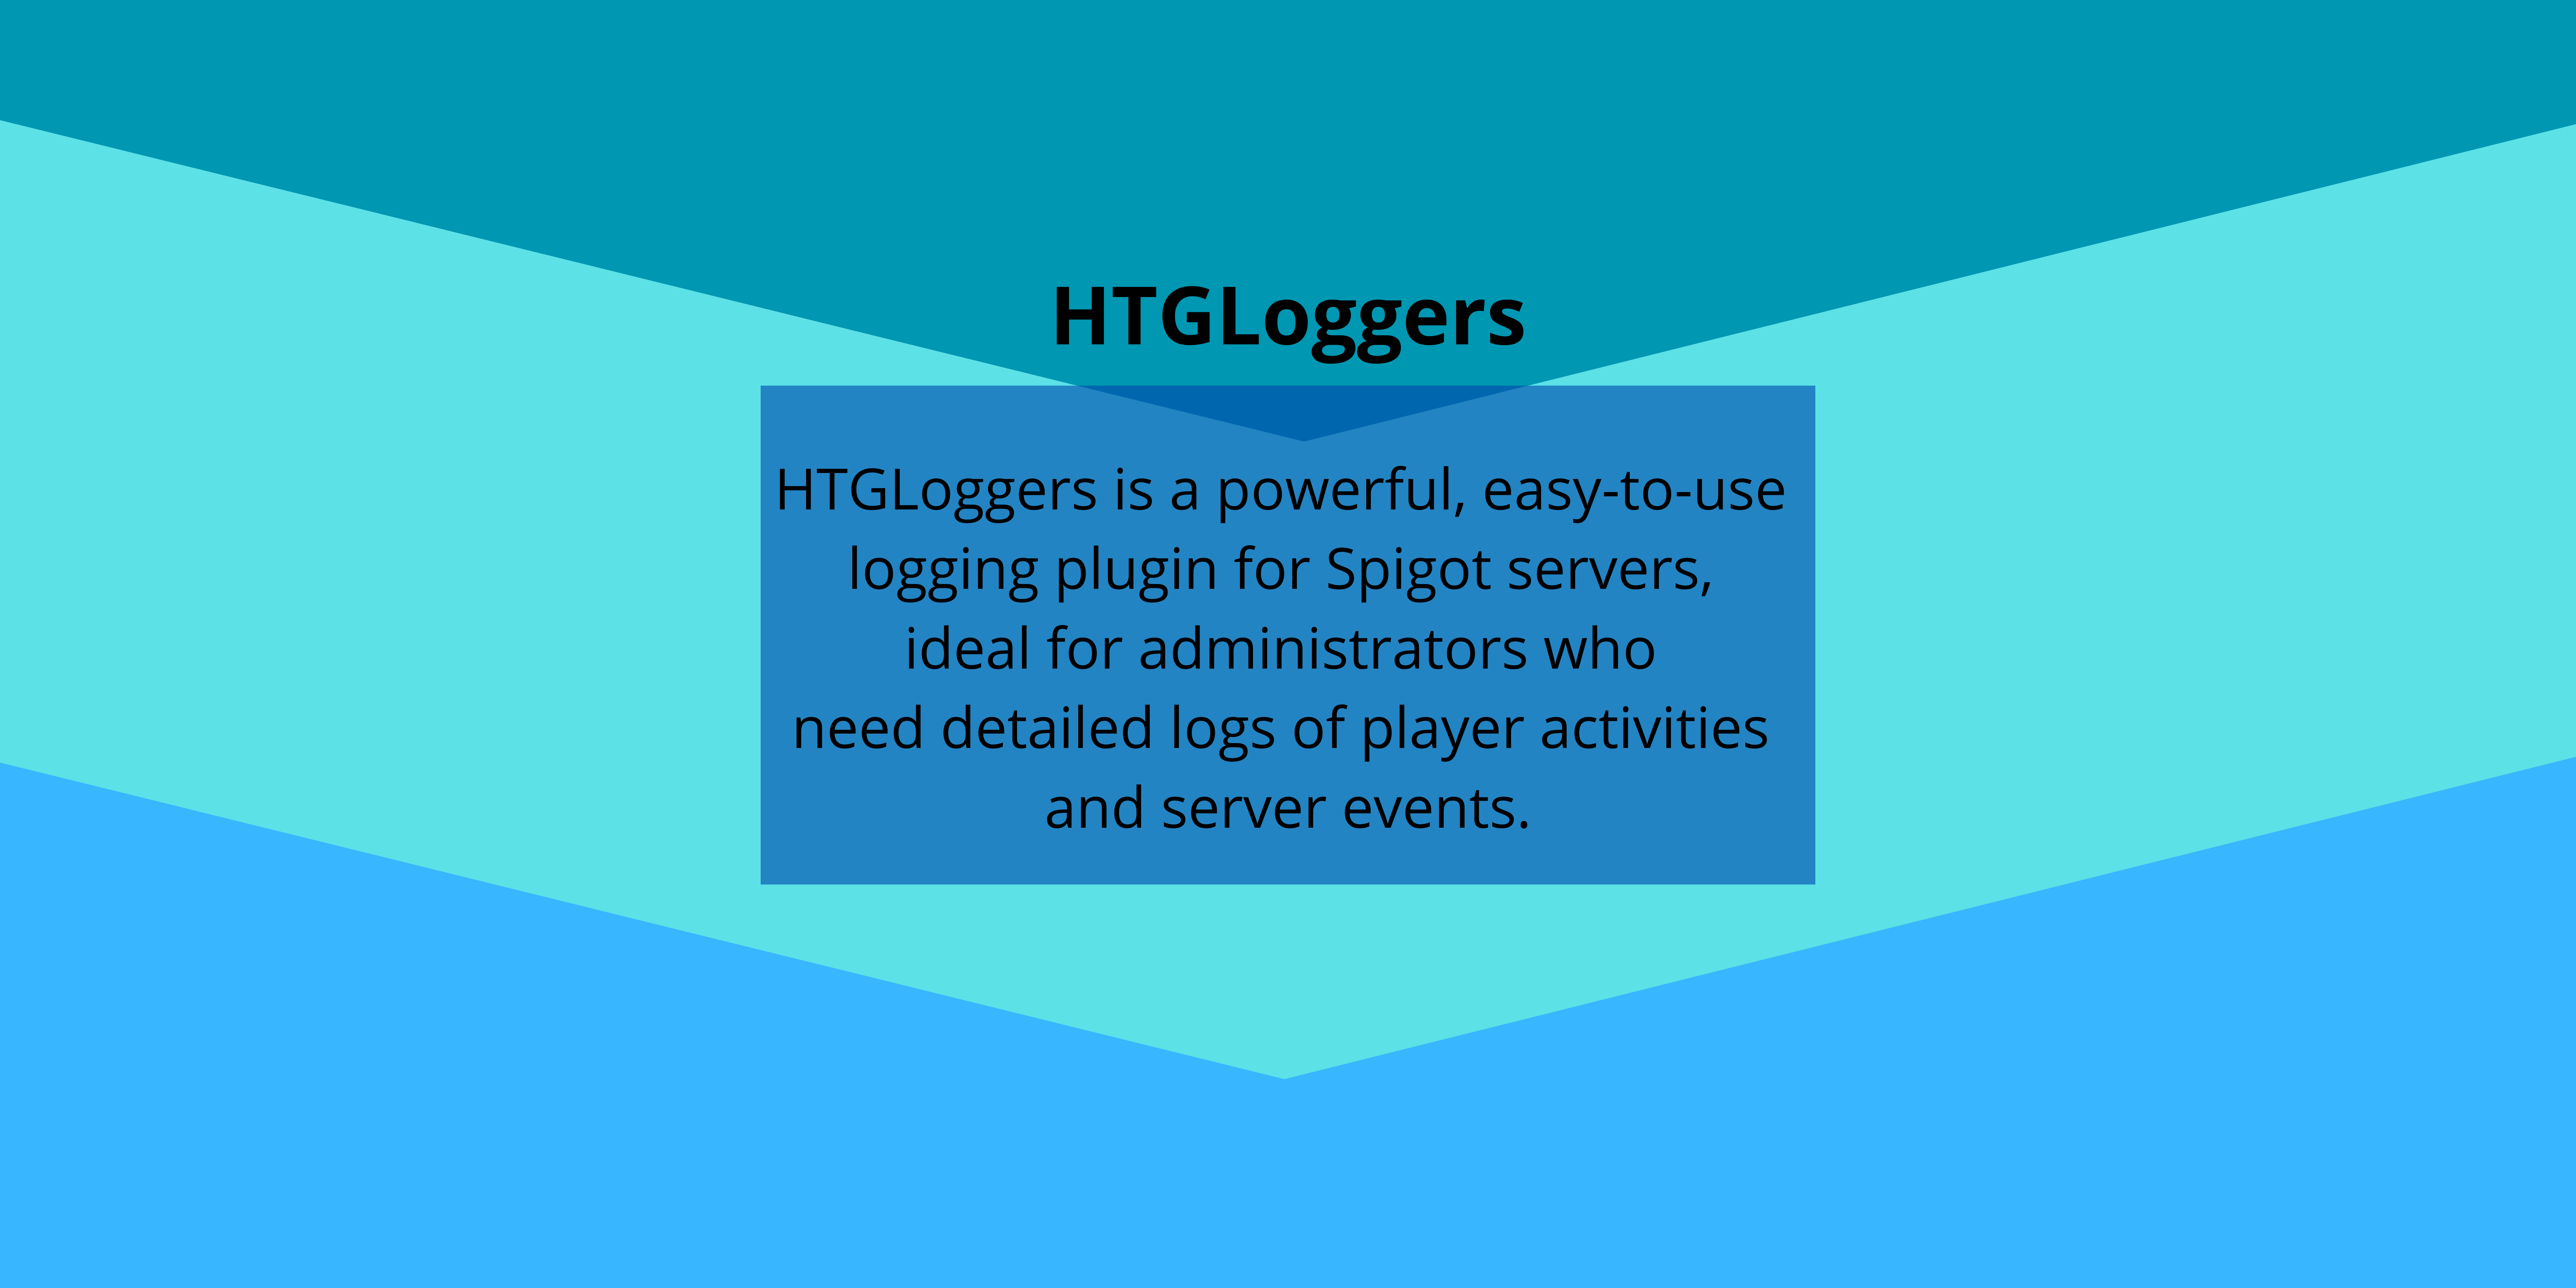 HTGLoggers
HTGLoggers is a powerful, easy-to-use
logging plugin for Spigot servers,
ideal for administrators who
need detailed logs of player activities
and server events.